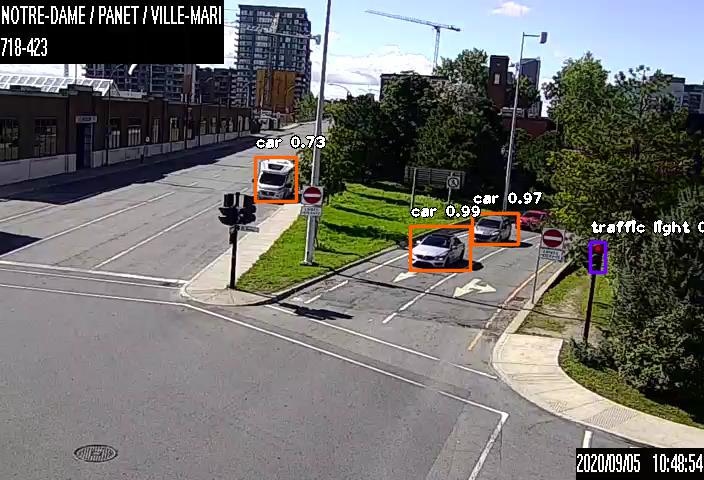 NOTRE-DAME / PANET / VILLE-MARI
718-423
car 0.73
car 0.97
car 0.99
traffic light 0
2020/09/05 10:48:54